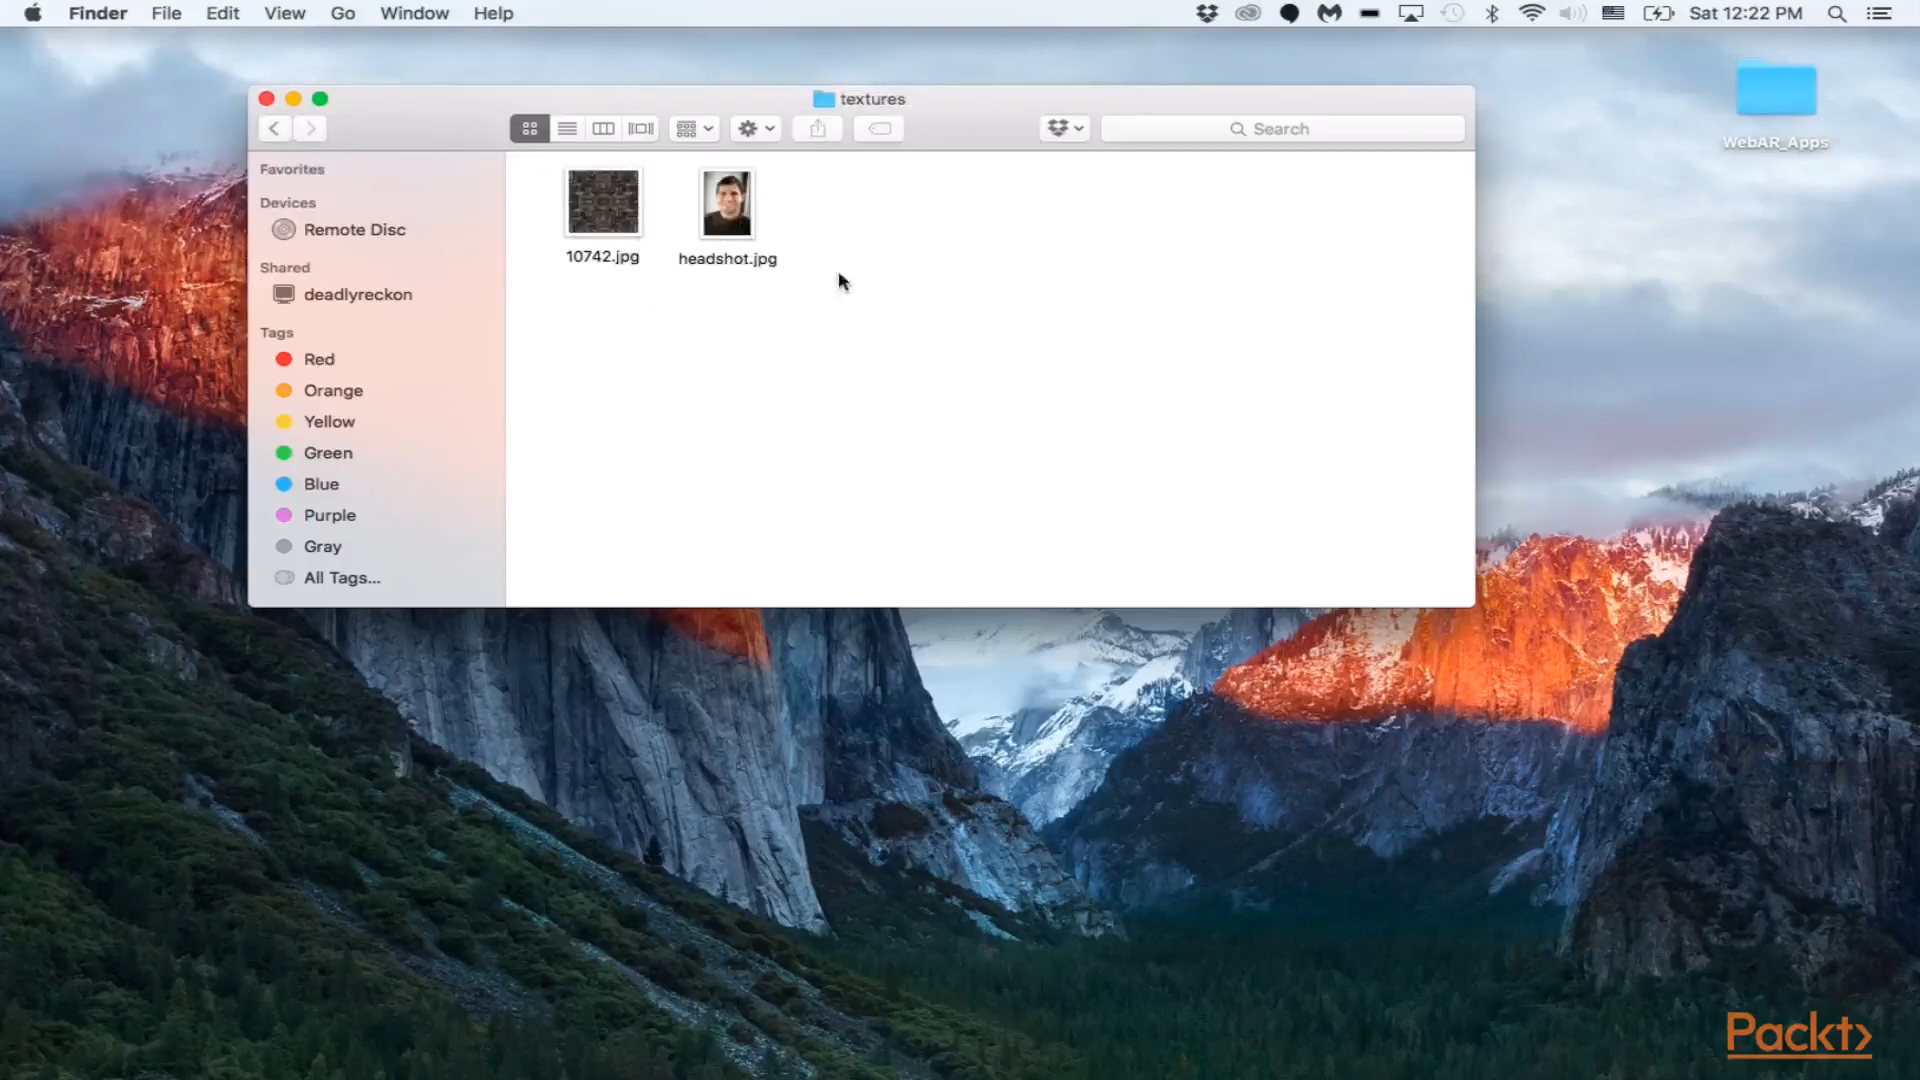 Finder File Edit View Go Window Help Sat 12:22 PM
textures
Search
WebAR_Apps
Favorites
Devices
Remote Disc
Shared
deadlyreckon
Tags
Red
Orange
Yellow
Green
Blue
Purple
Gray
All Tags...
10742.jpg headshot.jpg
Packt>